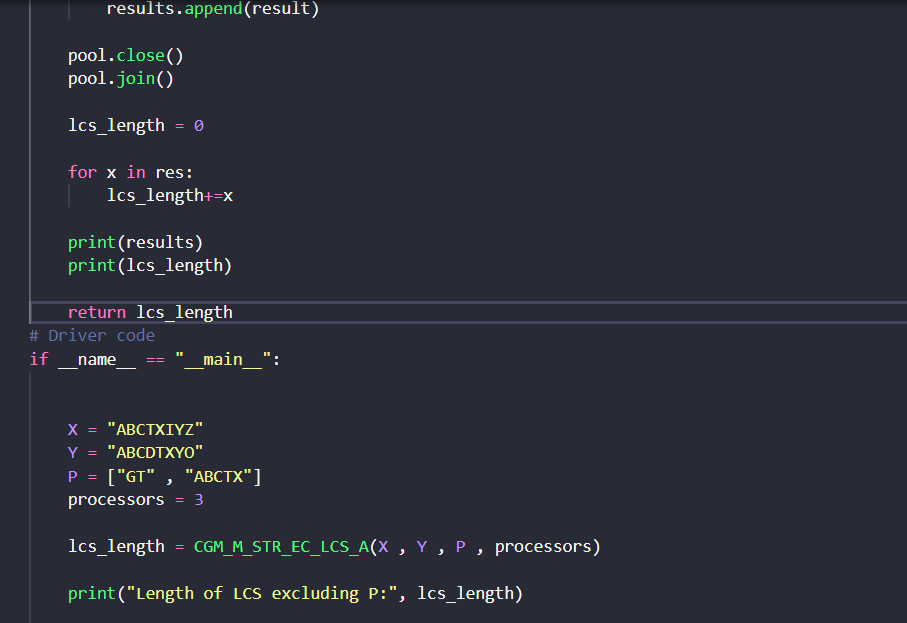 results.append(result)
pool.close()
pool.join()
lcs_length = 0
for x in res:
lcs_length+=x
print(results)
print(lcs_length)
return lcs_length
# Driver code
if __name__ == "__main__":
X = "ABCTXIYZ"
Y = "ABCDTXYO"
P = ["GT" , "ABCTX"]
processors = 3
lcs_length = CGM_M_STR_EC_LCS_A(X , Y , P , processors)
print("Length of LCS excluding P:", lcs_length)